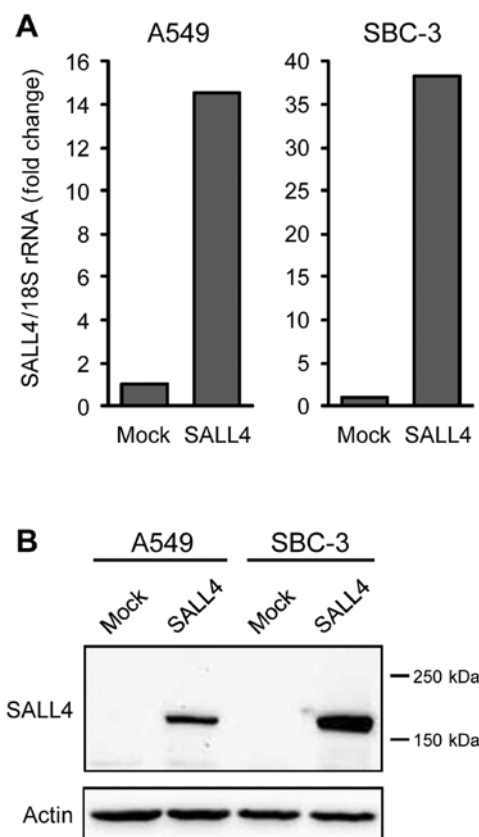 A
A549 SBC-3
SALL4/18S rRNA (fold change)
16
14
12
10
8
6
4
2
0
Mock SALL4
40
35
30
25
20
15
10
5
0
Mock SALL4
B
A549 SBC-3
Mock SALL4 Mock SALL4
SALL4
250 kDa
150 kDa
Actin